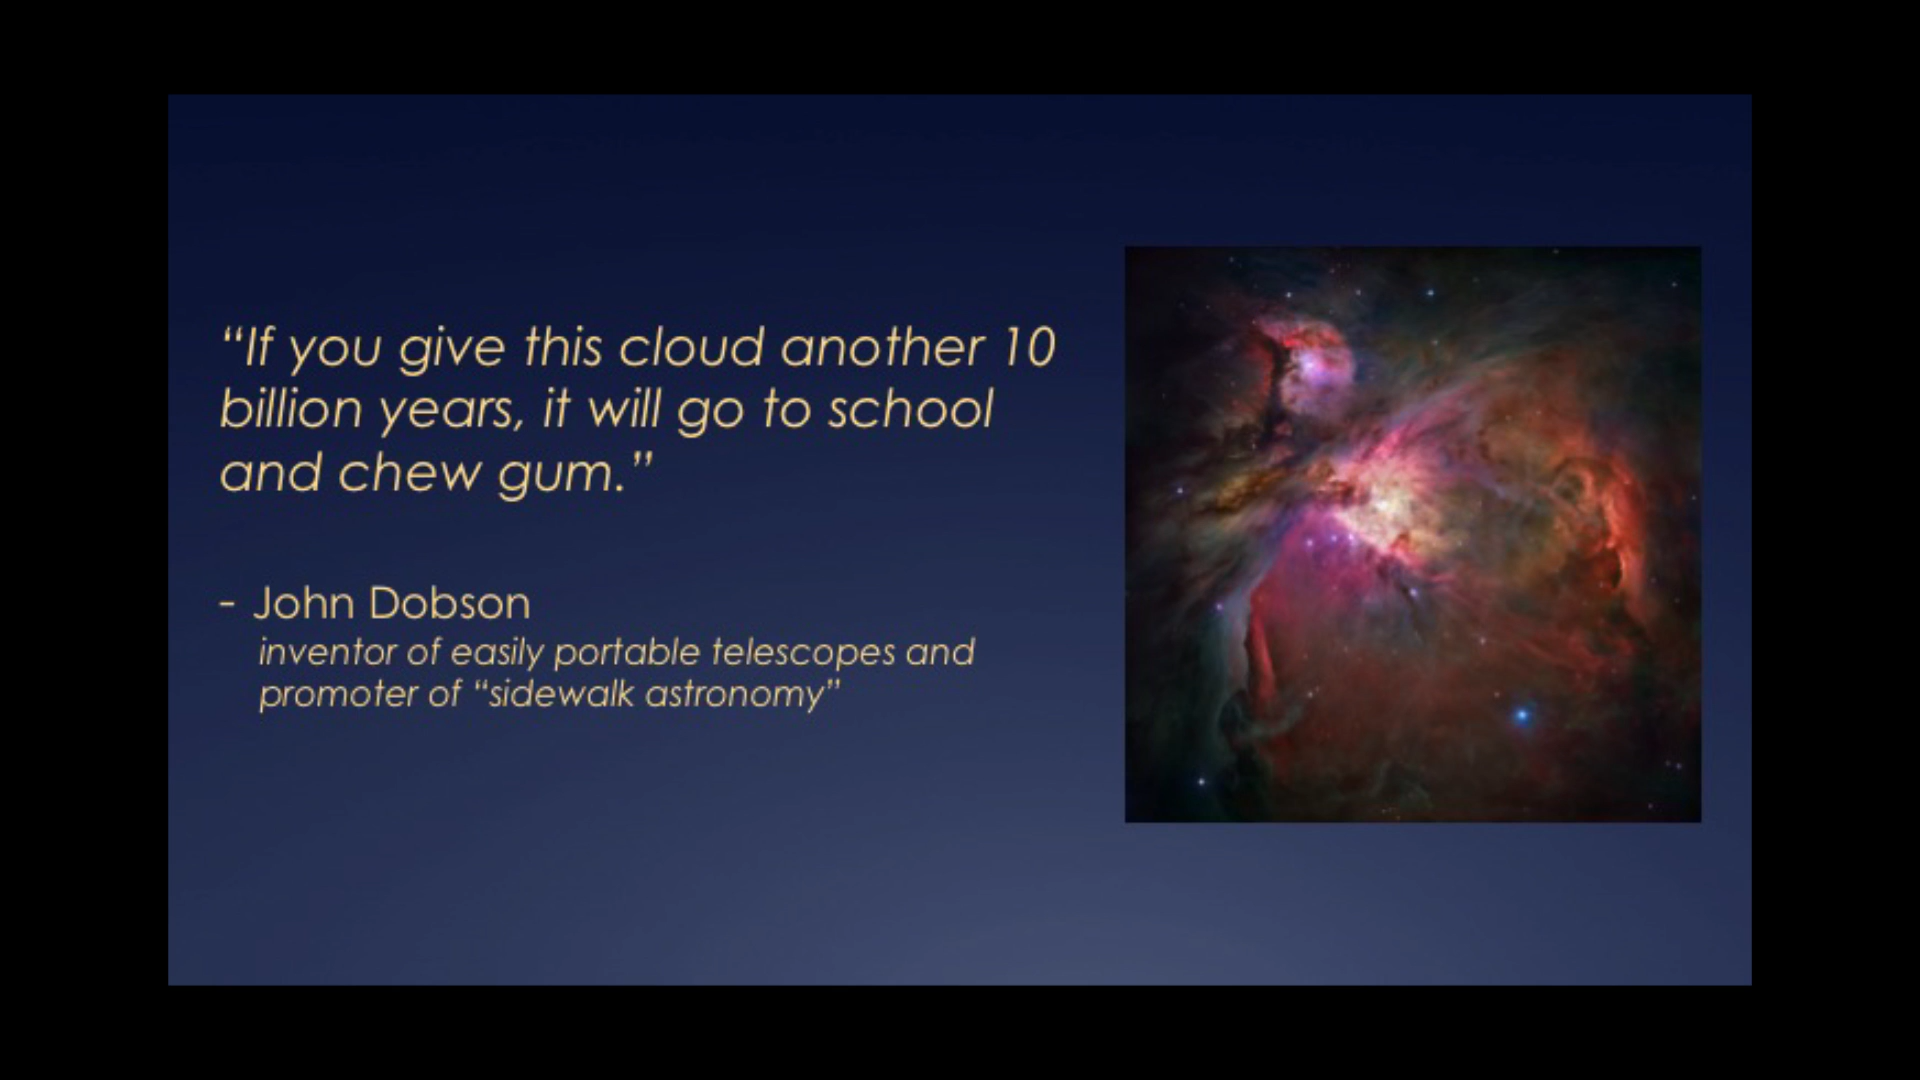 “If you give this cloud another 10
billion years, it will go to school
and chew gum.”
- John Dobson
inventor of easily portable telescopes and
promoter of “sidewalk astronomy”